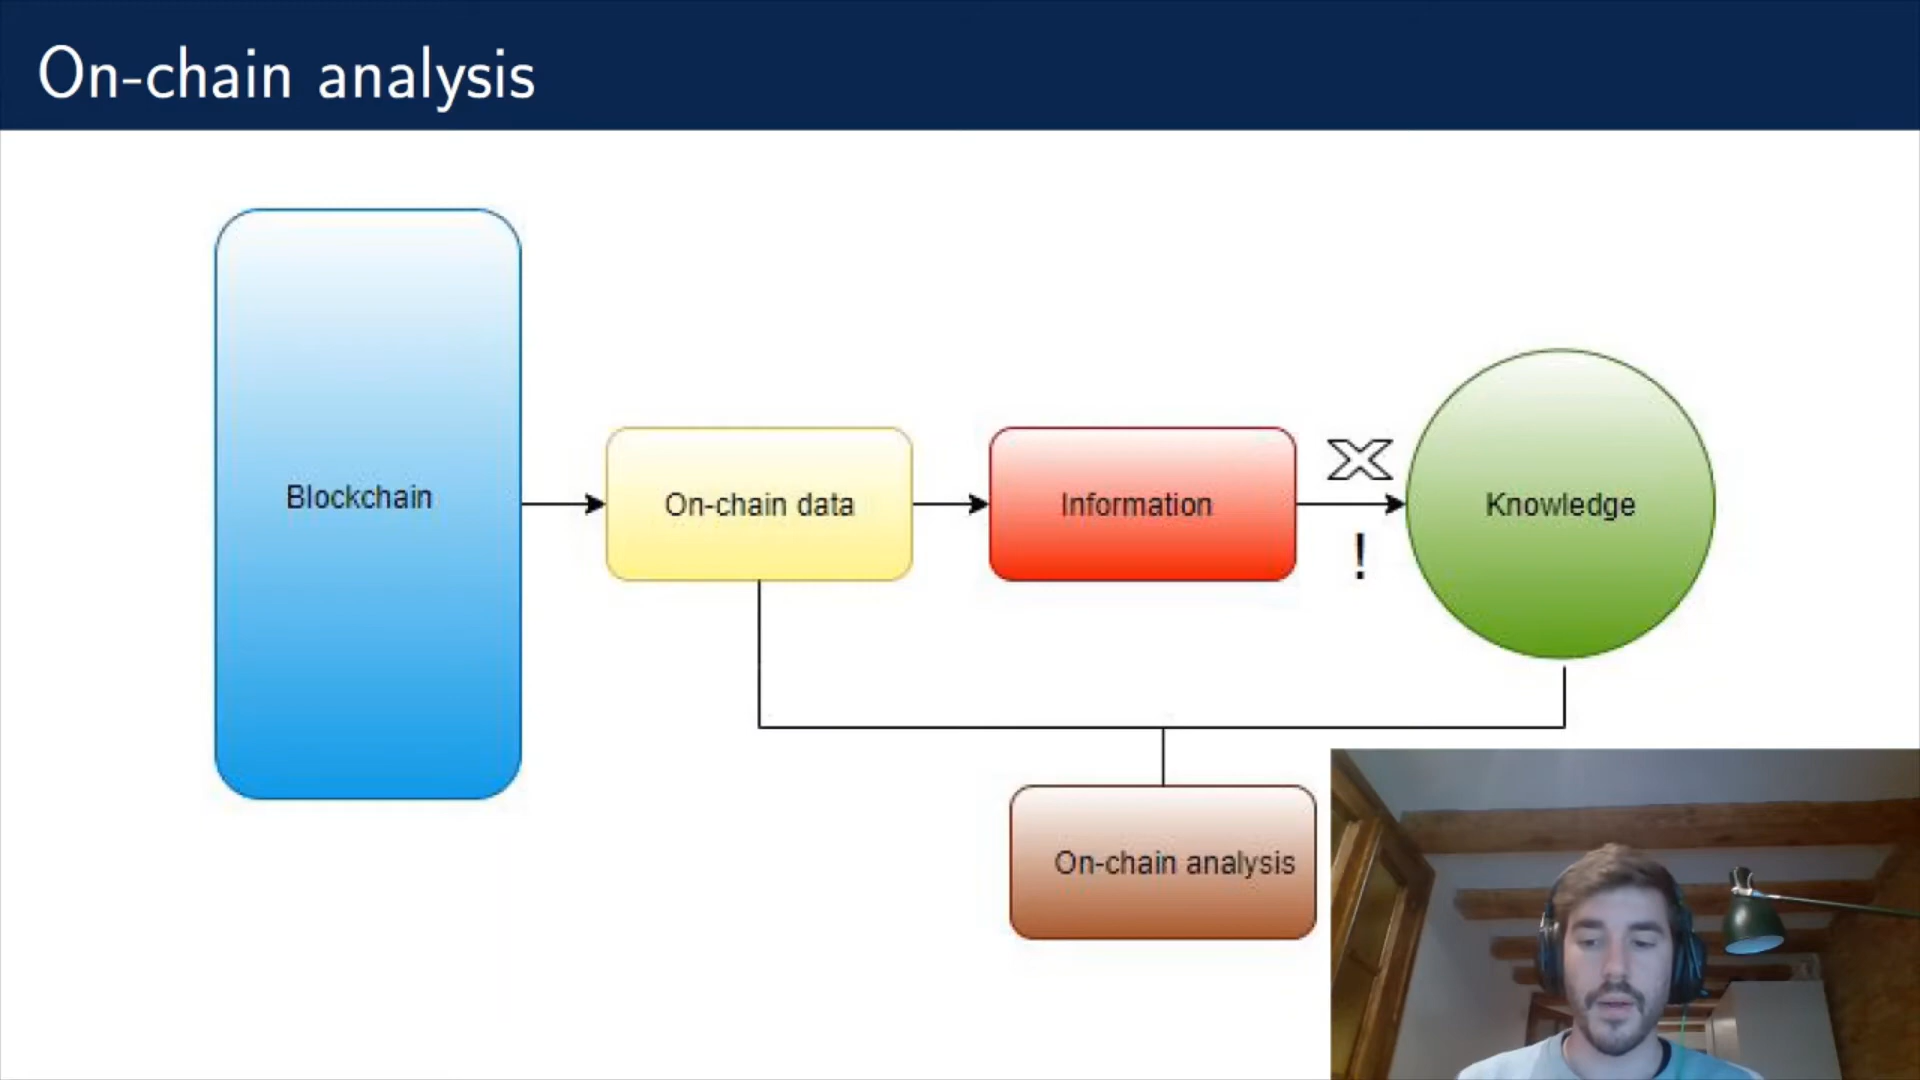 On-chain analysis
Blockchain
On-chain data
Information
!
Knowledge
On-chain analysis